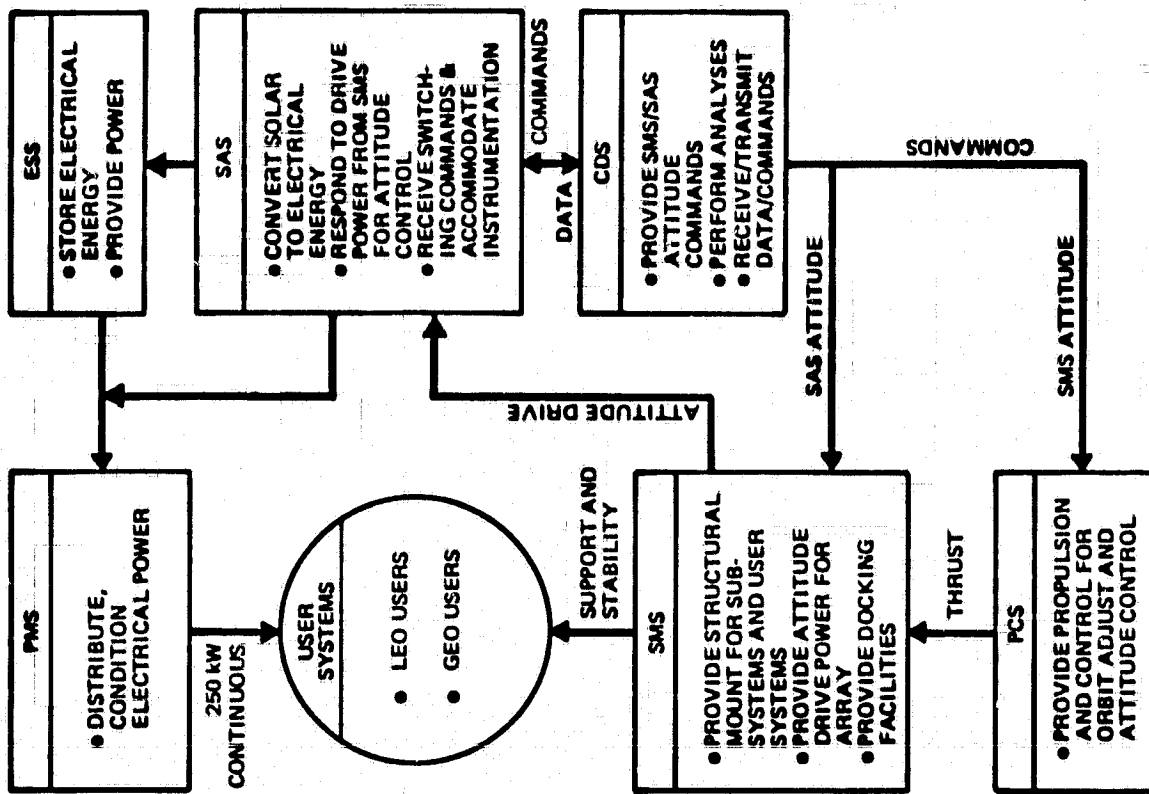 PMS
● DISTRIBUTE,
CONDITION
ELECTRICAL POWER
250 kW
CONTINUOUS
USER
SYSTEMS
● LEO USERS
● GEO USERS
SUPPORT AND
STABILITY
SMS
● PROVIDE STRUCTURAL
MOUNT FOR SUB-
SYSTEMS AND USER
SYSTEMS
● PROVIDE ATTITUDE
DRIVE POWER FOR
ARRAY
● PROVIDE DOCKING
FACILITIES
THRUST
PCS
● PROVIDE PROPULSION
AND CONTROL FOR
ORBIT ADJUST AND
ATTITUDE CONTROL
ESS
● STORE ELECTRICAL
ENERGY
● PROVIDE POWER
SAS
● CONVERT SOLAR
TO ELECTRICAL
ENERGY
● RESPOND TO DRIVE
POWER FROM SMS
FOR ATTITUDE
CONTROL
● RECEIVE SWITCH-
ING COMMANDS &
ACCOMMODATE
INSTRUMENTATION
ATTITUDE DRIVE
DATA
COMMANDS
CDS
● PROVIDE SMS/SAS
ATTITUDE
COMMANDS
● PERFORM ANALYSES
● RECEIVE/TRANSMIT
DATA/COMMANDS
SAS ATTITUDE
COMMANDS
SMS ATTITUDE